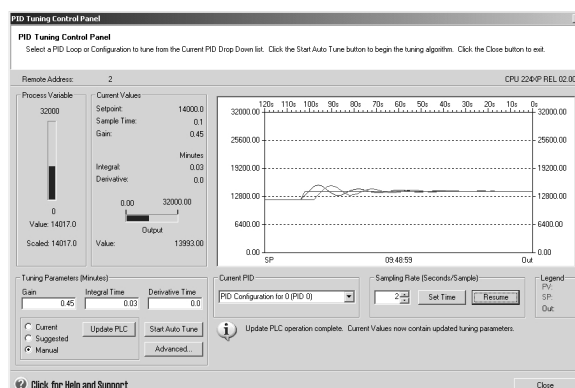 PID Tuning Control Panel
PID Tuning Control Panel
Select a PID Loop or Configuration to tune from the Current PID Drop Down list. Click the Start Auto Tune button to begin the tuning algorithm. Click the Close button to exit.
Remote Address: 2 CPU 224XP REL 02.00
Process Variable
32000
0
Value: 14017.0
Scaled: 14017.0
Current Values
Setpoint: 14000.0
Sample Time: 0.1
Gain: 0.45
Minutes
Integral: 0.03
Derivative: 0.0
0.00 32000.00
Output
Value: 13993.00
120s 110s 100s 90s 80s 70s 60s 50s 40s 30s 20s 10s 0s
32000.00 32000.00
25600.00 25600.00
19200.00 19200.00
12800.00 12800.00
6400.00 6400.00
0.00 0.00
SP 09:48:59 Out
Tuning Parameters (Minutes)
Gain Integral Time Derivative Time
0.45 0.03 0.0
Current
Suggested
Manual
Update PLC
Start Auto Tune
Advanced...
Current PID
PID Configuration for 0 (PID 0)
Sampling Rate (Seconds/Sample)
2 Set Time Resume
Legend
PV:
SP:
Out:
Update PLC operation complete. Current Values now contain updated tuning parameters.
Click for Help and Support
Close